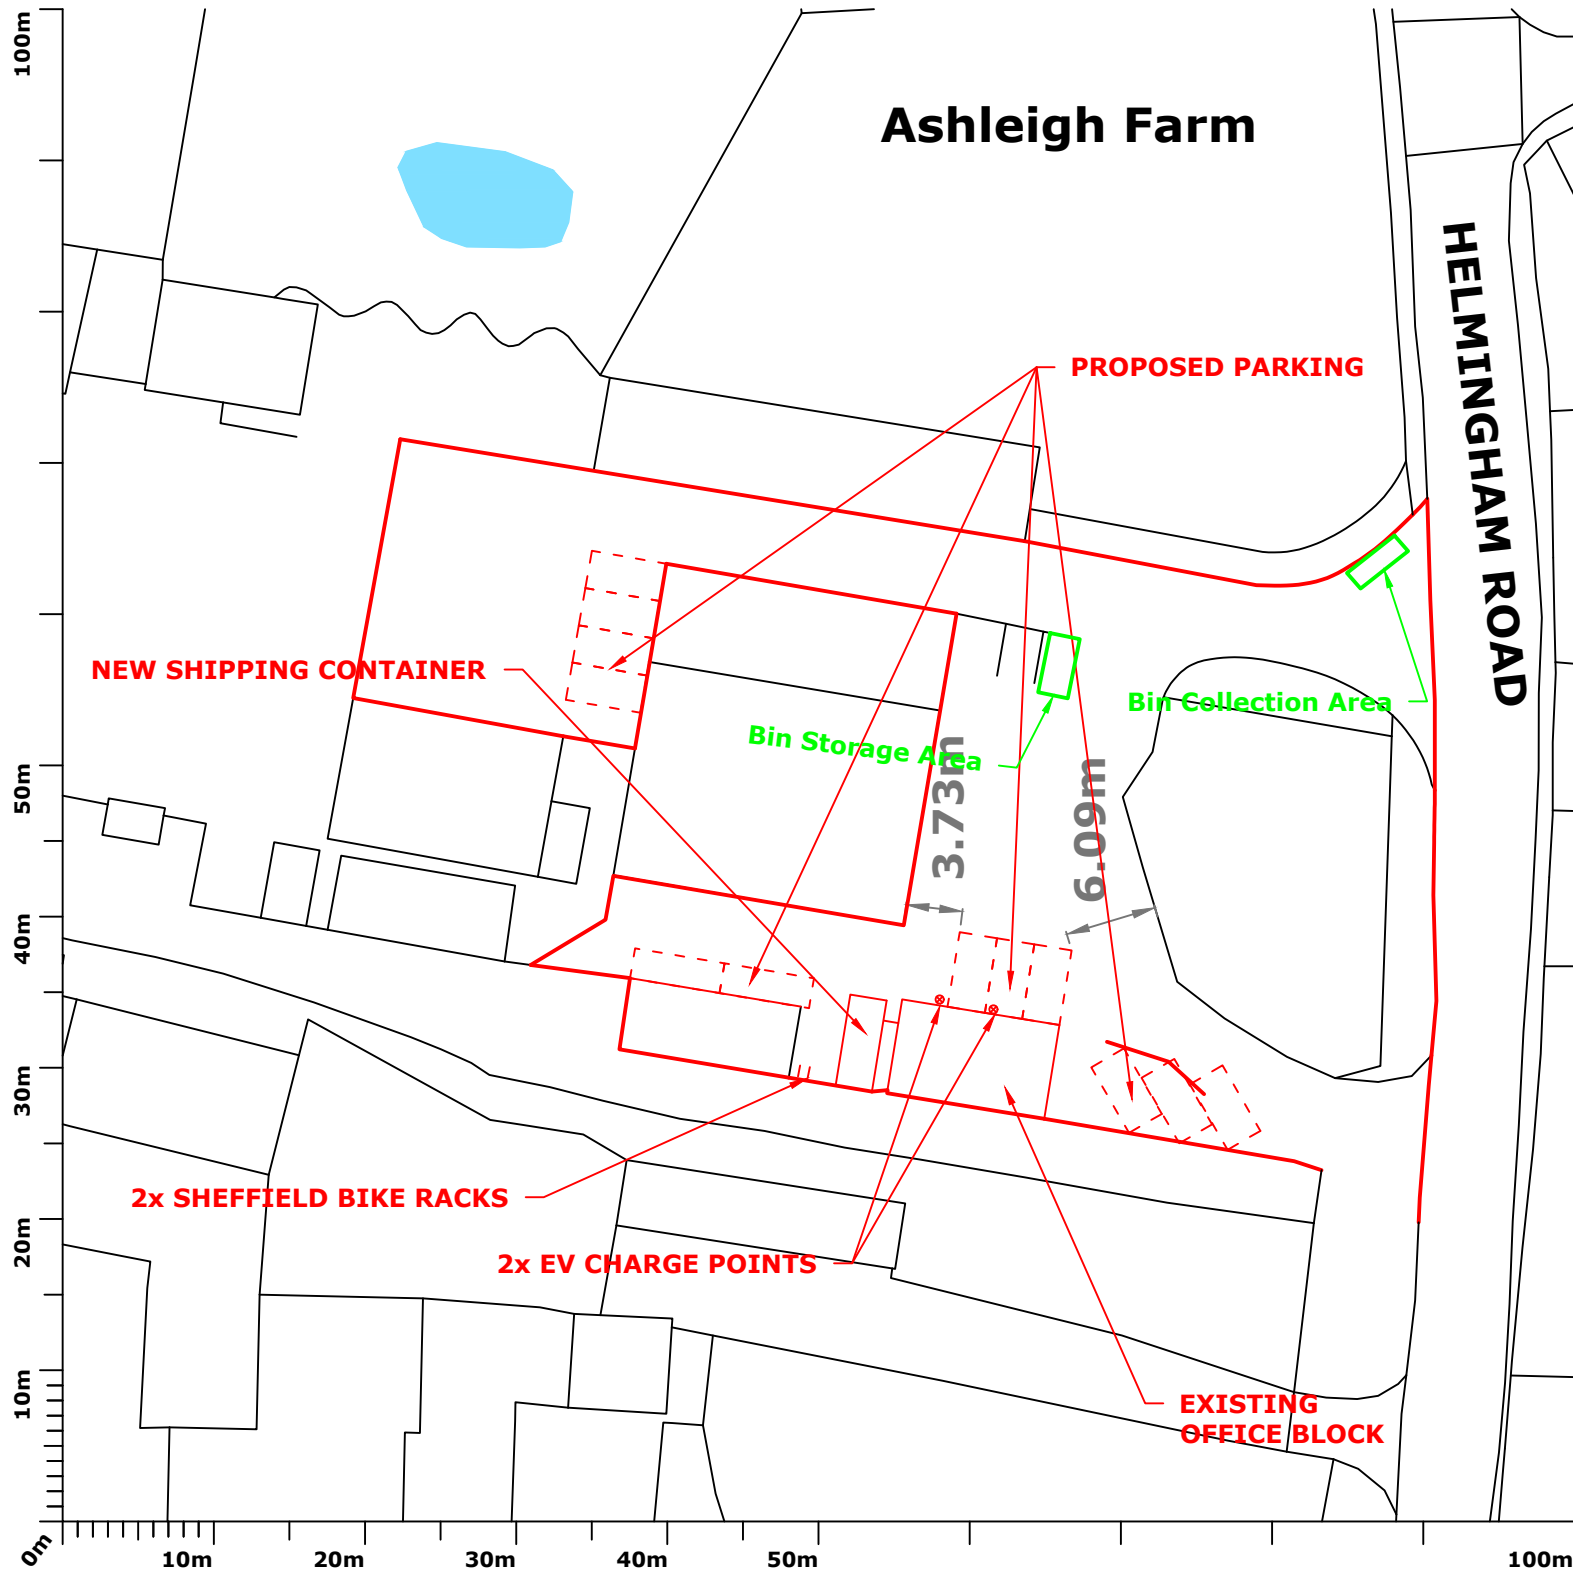 100m
Ashleigh Farm
HELMINGHAM ROAD
PROPOSED PARKING
NEW SHIPPING CONTAINER
Bin Collection Area
Bin Storage Area
3.73m
6.09m
50m
40m
30m
2x SHEFFIELD BIKE RACKS
20m
2x EV CHARGE POINTS
10m
EXISTING
OFFICE BLOCK
0m
10m
20m
30m
40m
50m
100m